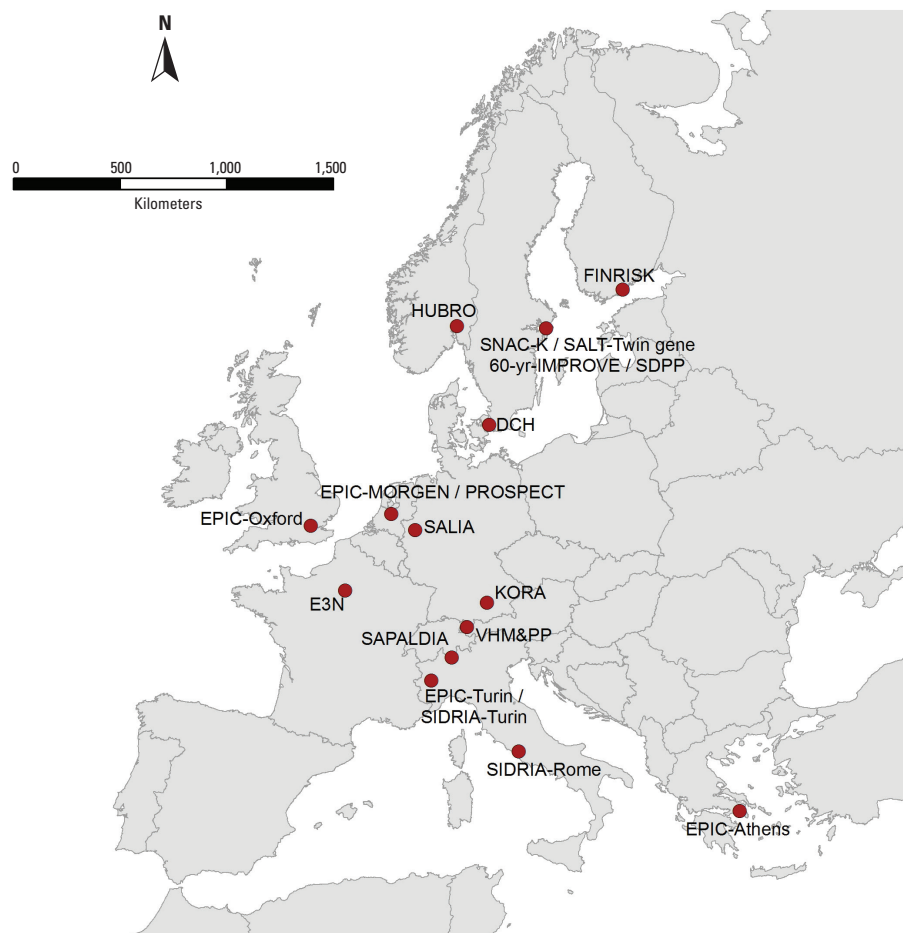 N
0 500 1,000 1,500
Kilometers
FINRISK
HUBRO
SNAC-K / SALT-Twin gene
60-yr-IMPROVE / SDPP
DCH
EPIC-MORGEN / PROSPECT
EPIC-Oxford
SALIA
E3N
KORA
VHM&PP
SAPALDIA
EPIC-Turin /
SIDRIA-Turin
SIDRIA-Rome
EPIC-Athens